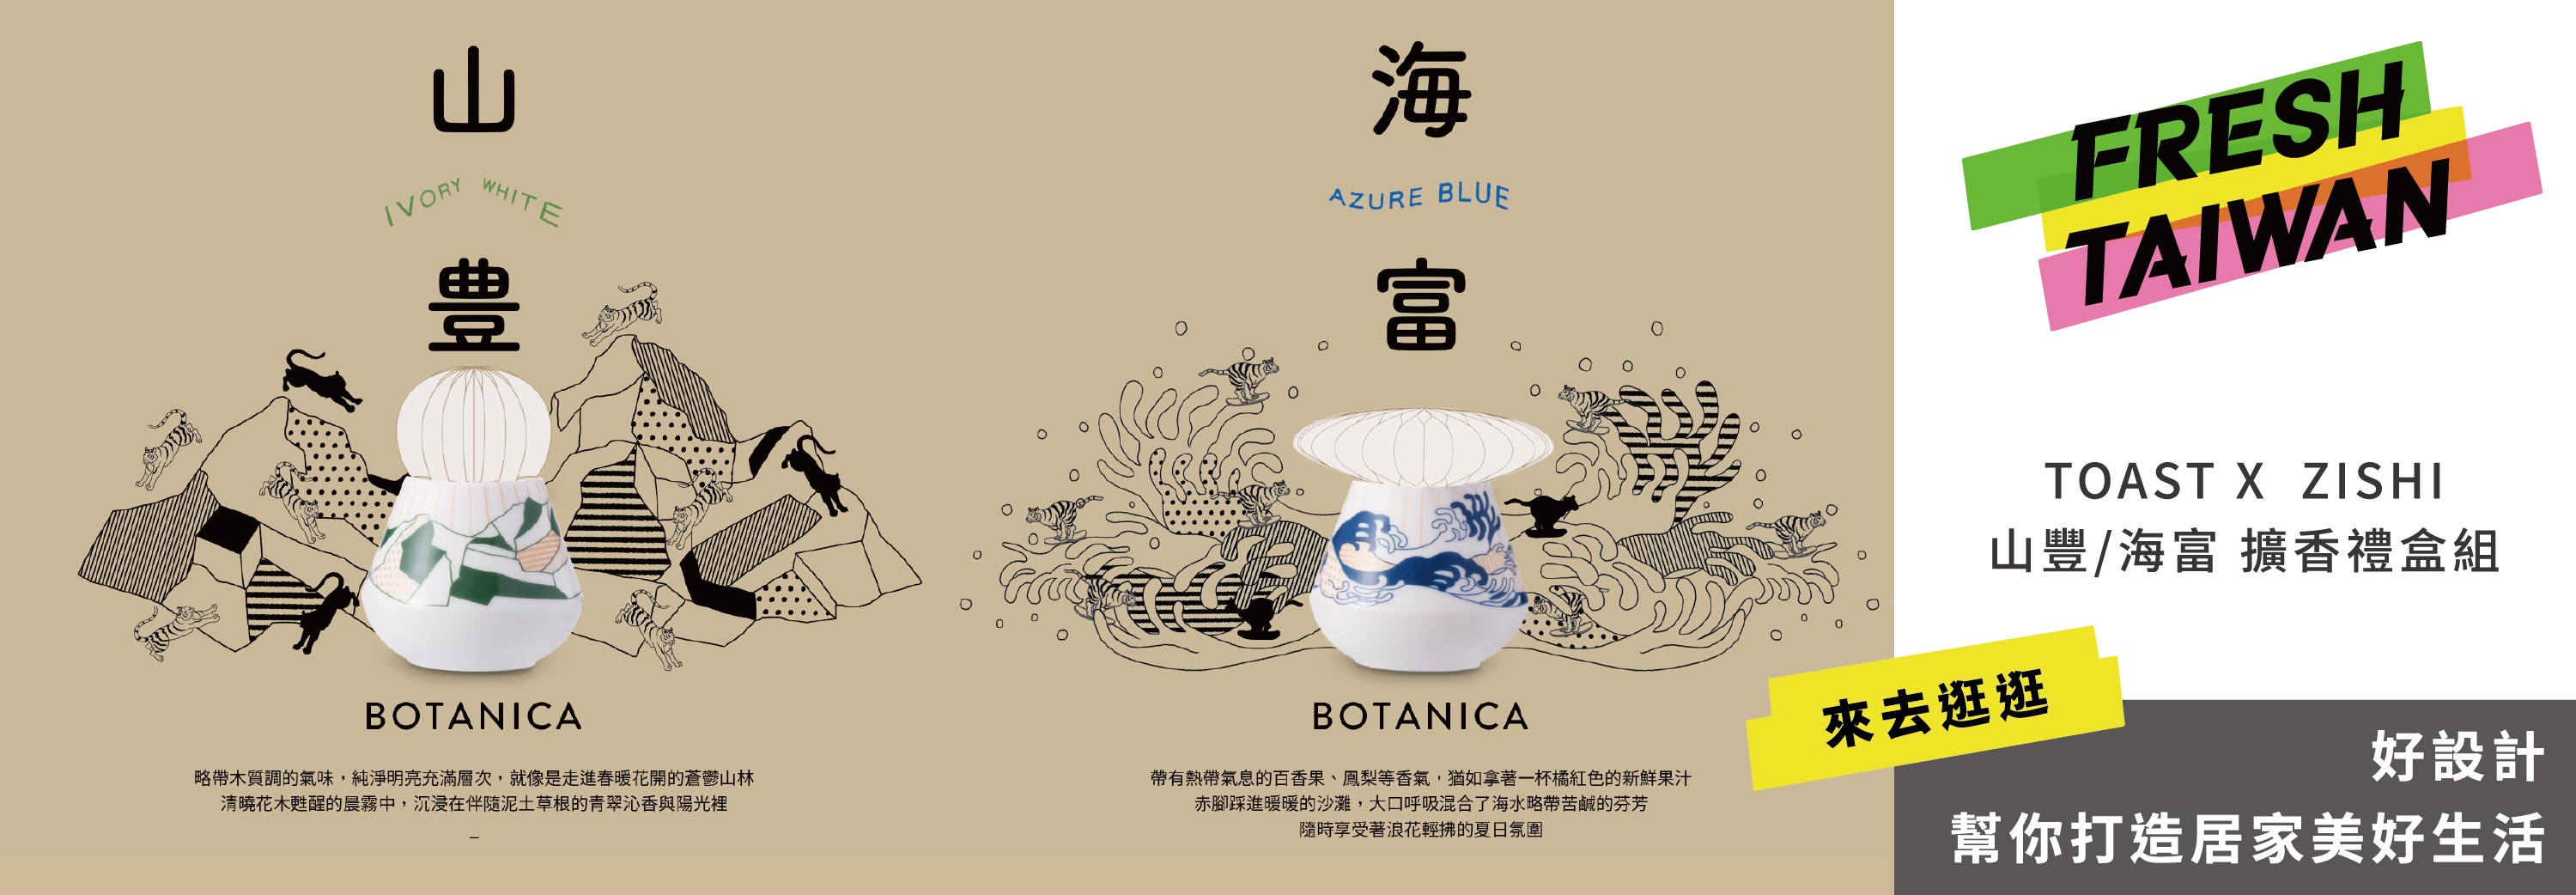 山
IVORY WHITE
豊
BOTANICA
略帶木質調的氣味，純淨明亮充滿層次，就像是走進春暖花開的蒼鬱山林
清曉花木甦醒的晨霧中，沉浸在伴隨泥土草根的青翠沁香與陽光裡
–
海
AZURE BLUE
富
BOTANICA
帶有熱帶氣息的百香果、鳳梨等香氣，猶如拿著一杯橘紅色的新鮮果汁
赤腳踩進暖暖的沙灘，大口呼吸混合了海水略帶苦鹹的芬芳
隨時享受著浪花輕拂的夏日氛圍
FRESH
TAIWAN
TOAST X ZISHI
山豐/海富 擴香禮盒組
來去逛逛
好設計
幫你打造居家美好生活